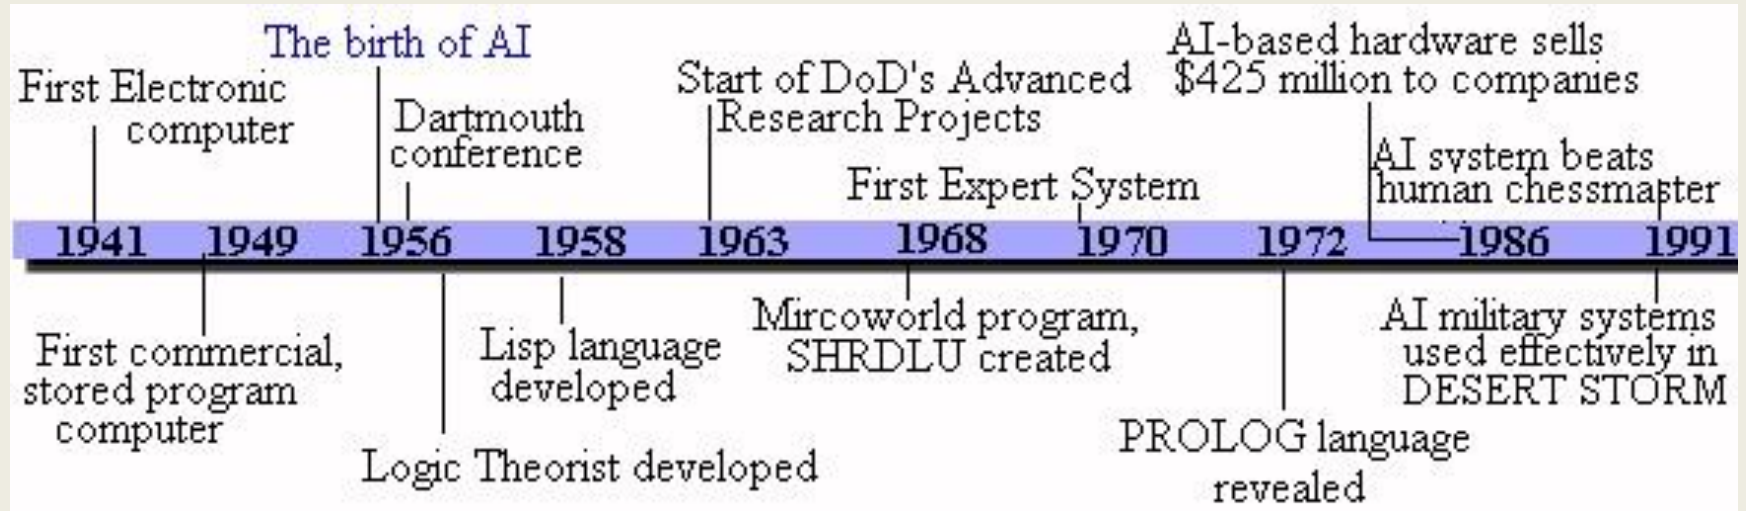 The birth of AI
First Electronic
computer
Dartmouth
conference
Start of DoD's Advanced
Research Projects
First Expert System
AI-based hardware sells
$425 million to companies
AI system beats
human chessmaster
1941 1949 1956 1958 1963 1968 1970 1972 1986 1991
First commercial,
stored program
computer
Logic Theorist developed
Lisp language
developed
Mircoworld program,
SHRDLU created
PROLOG language
revealed
AI military systems
used effectively in
DESERT STORM